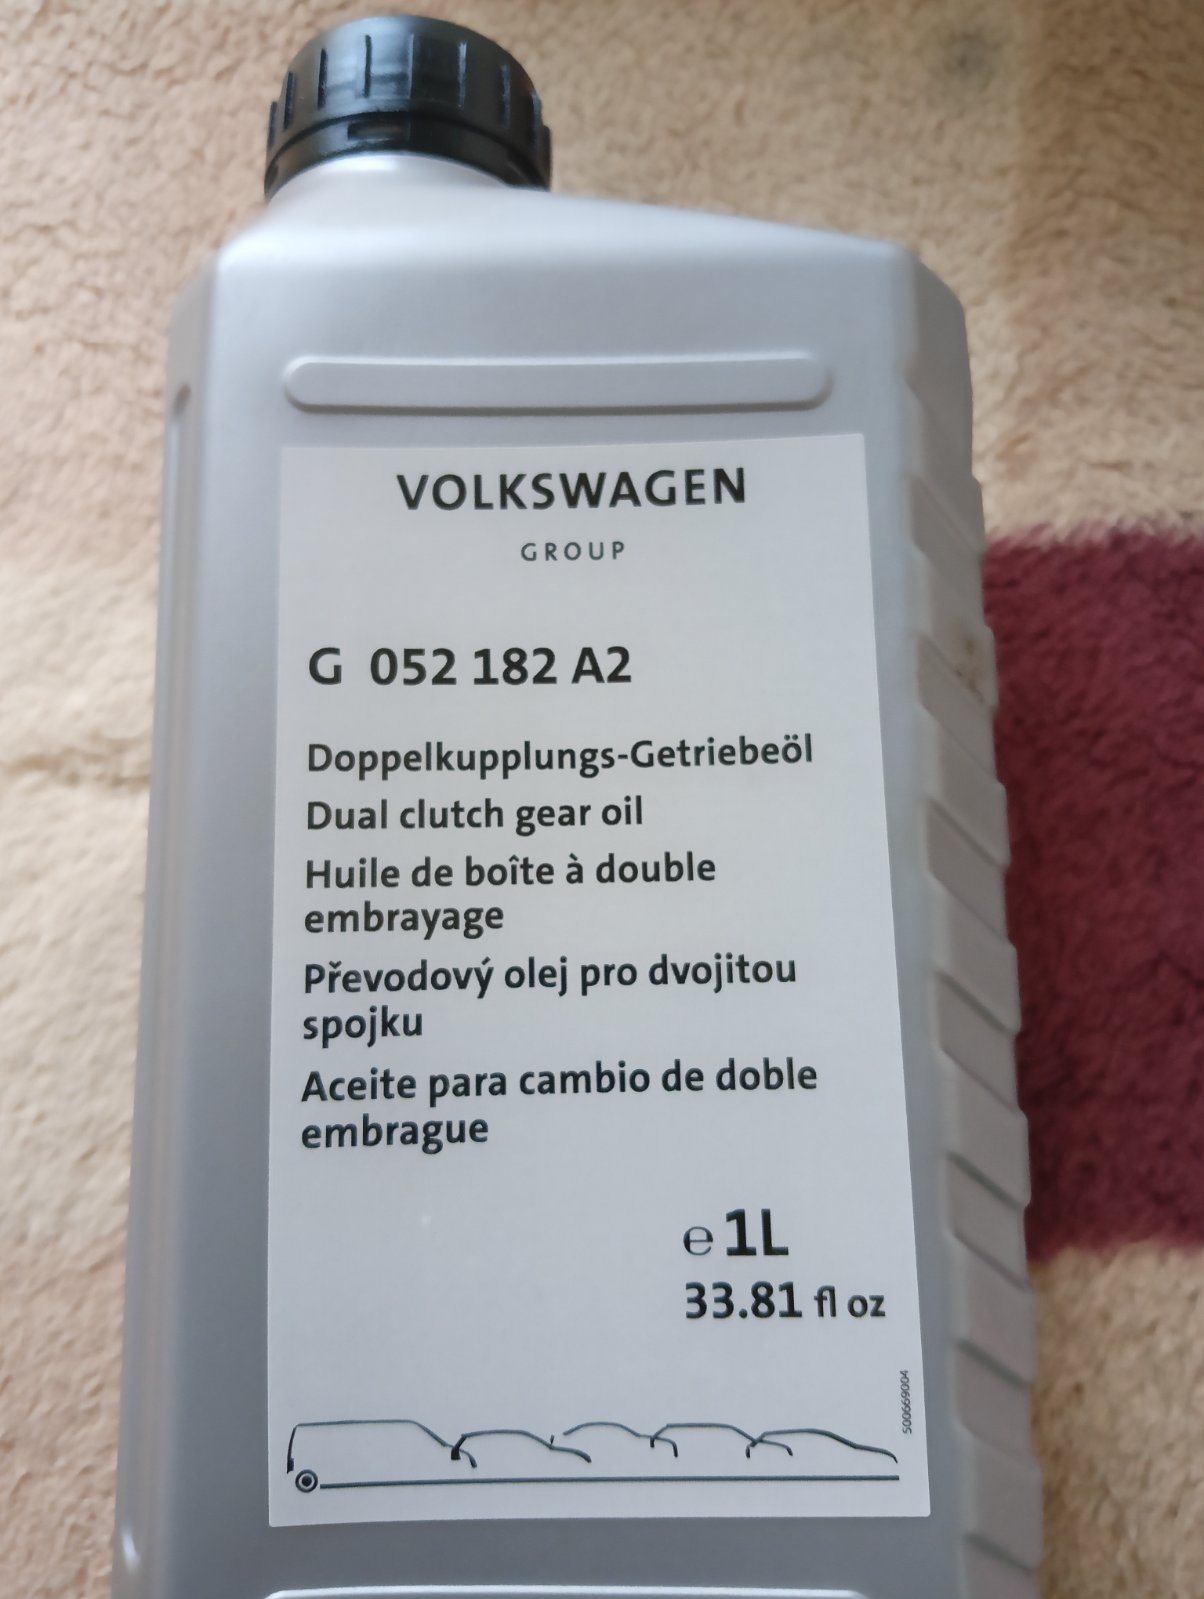 VOLKSWAGEN
GROUP
G 052 182 A2
Doppelkupplungs-Getriebeöl
Dual clutch gear oil
Huile de boîte à double
embrayage
Převodový olej pro dvojitou
spojku
Aceite para cambio de doble
embrague
e 1L
33.81 fl oz
500669004